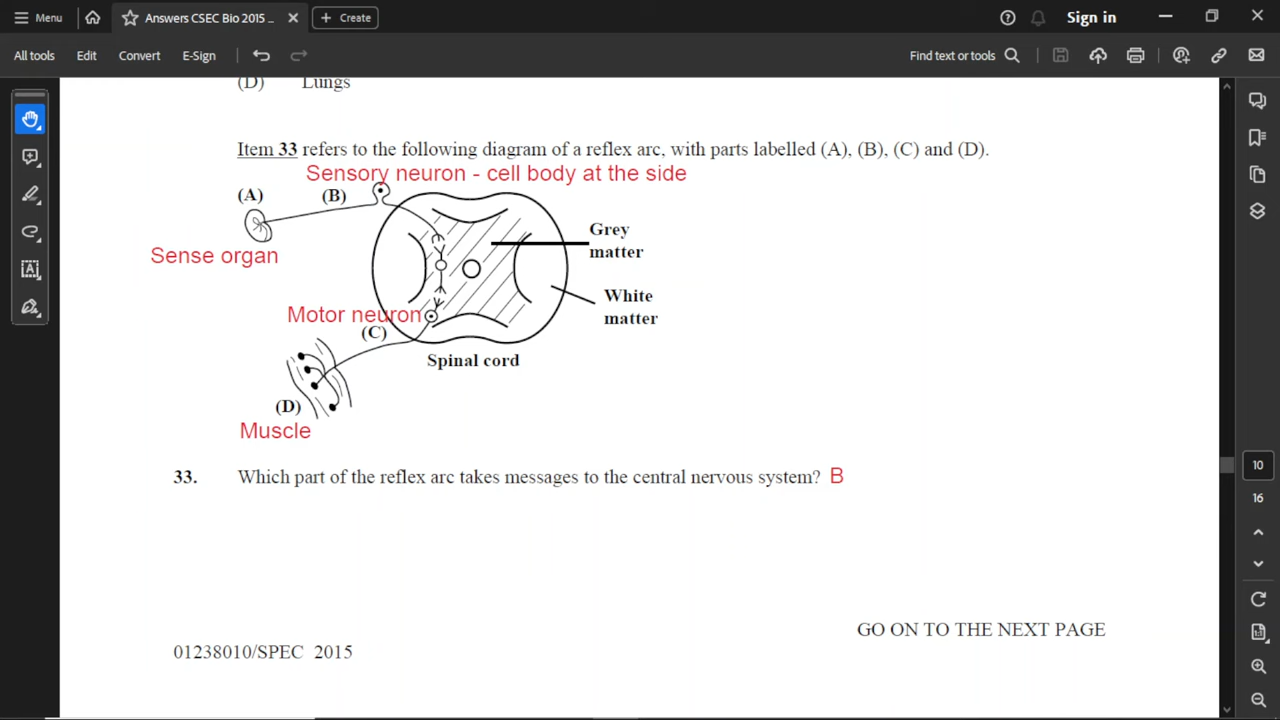 Menu
Answers CSEC Bio 2015 ...
Create
Sign in
All tools
Edit
Convert
E-Sign
Find text or tools
(D) Lungs
Item 33 refers to the following diagram of a reflex arc, with parts labelled (A), (B), (C) and (D).
Sensory neuron - cell body at the side
(A)
(B)
Grey
matter
Sense organ
White
matter
Motor neuron
(C)
Spinal cord
(D)
Muscle
33. Which part of the reflex arc takes messages to the central nervous system? B
GO ON TO THE NEXT PAGE
01238010/SPEC 2015
10
16
1:1